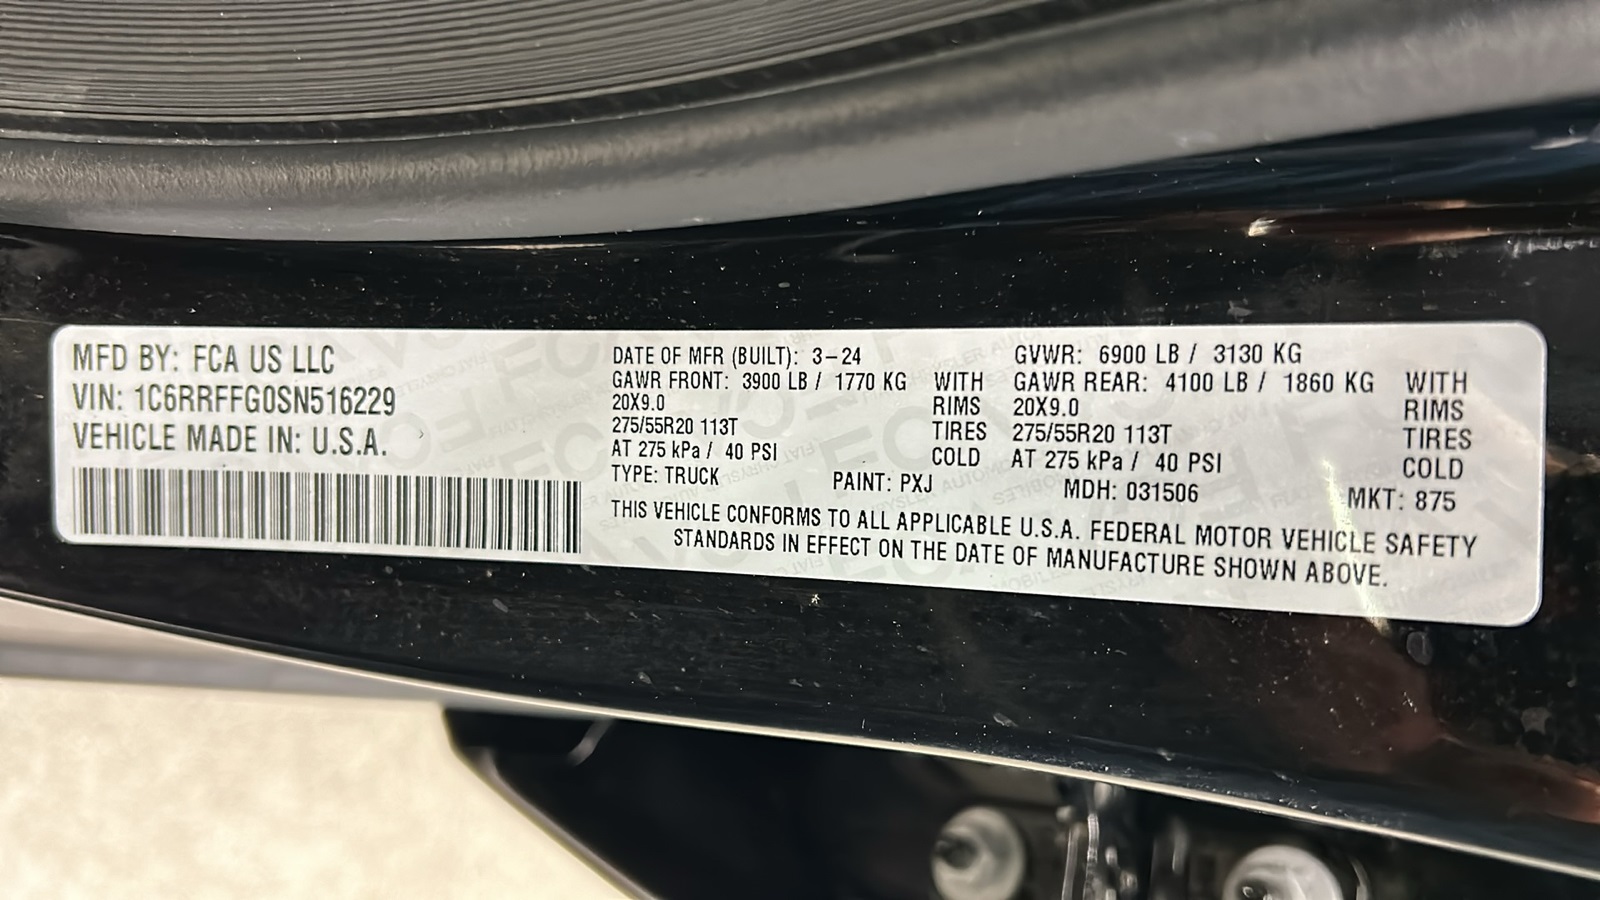 MFD BY: FCA US LLC
VIN: 1C6RRFFG0SN516229
VEHICLE MADE IN: U.S.A.
DATE OF MFR (BUILT): 3-24
GAWR FRONT: 3900 LB / 1770 KG WITH
20X9.0 RIMS
275/55R20 113T TIRES
AT 275 kPa / 40 PSI COLD
TYPE: TRUCK PAINT: PXJ
GVWR: 6900 LB / 3130 KG
GAWR REAR: 4100 LB / 1860 KG WITH
20X9.0 RIMS
275/55R20 113T TIRES
AT 275 kPa / 40 PSI COLD
MDH: 031506 MKT: 875
THIS VEHICLE CONFORMS TO ALL APPLICABLE U.S.A. FEDERAL MOTOR VEHICLE SAFETY
STANDARDS IN EFFECT ON THE DATE OF MANUFACTURE SHOWN ABOVE.